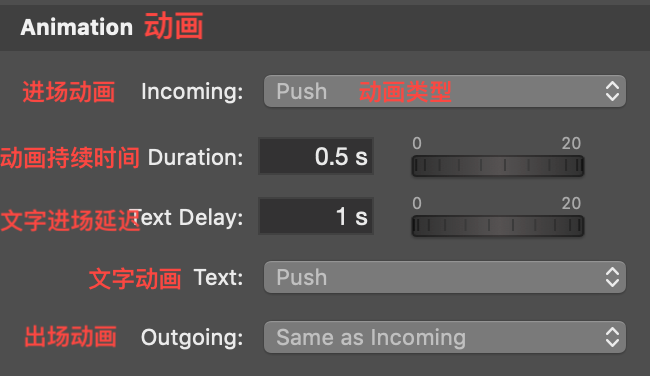 Animation 动画
进场动画 Incoming: Push 动画类型
0 20
动画持续时间 Duration: 0.5 s
0 20
文字进场延迟 Text Delay: 1 s
文字动画 Text: Push
出场动画 Outgoing: Same as Incoming